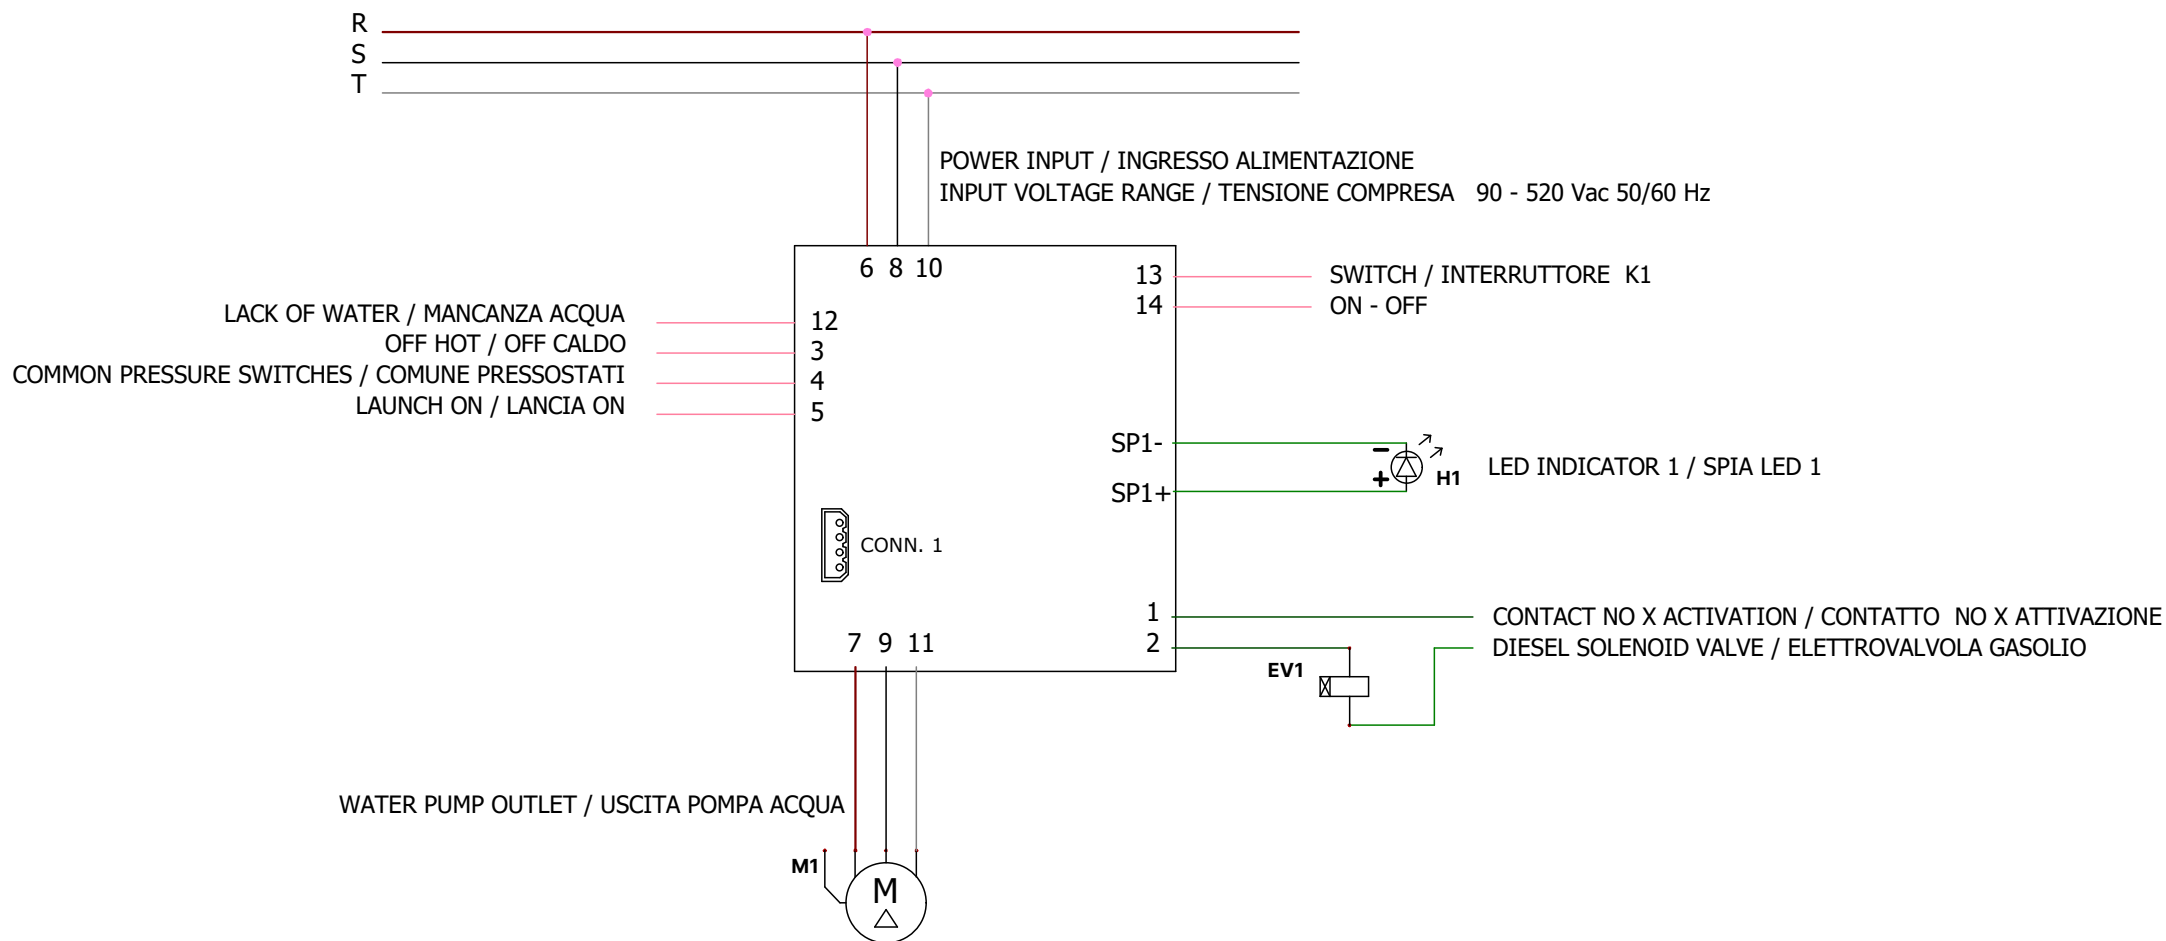 R
S
T
POWER INPUT / INGRESSO ALIMENTAZIONE
INPUT VOLTAGE RANGE / TENSIONE COMPRESA 90 - 520 Vac 50/60 Hz
6 8 10
13 SWITCH / INTERRUTTORE K1
14 ON - OFF
LACK OF WATER / MANCANZA ACQUA 12
OFF HOT / OFF CALDO 3
COMMON PRESSURE SWITCHES / COMUNE PRESSOSTATI 4
LAUNCH ON / LANCIA ON 5
SP1-
- 
+ H1 LED INDICATOR 1 / SPIA LED 1
SP1+
CONN. 1
1 CONTACT NO X ACTIVATION / CONTATTO NO X ATTIVAZIONE
2 DIESEL SOLENOID VALVE / ELETTROVALVOLA GASOLIO
7 9 11
EV1
WATER PUMP OUTLET / USCITA POMPA ACQUA
M1
M